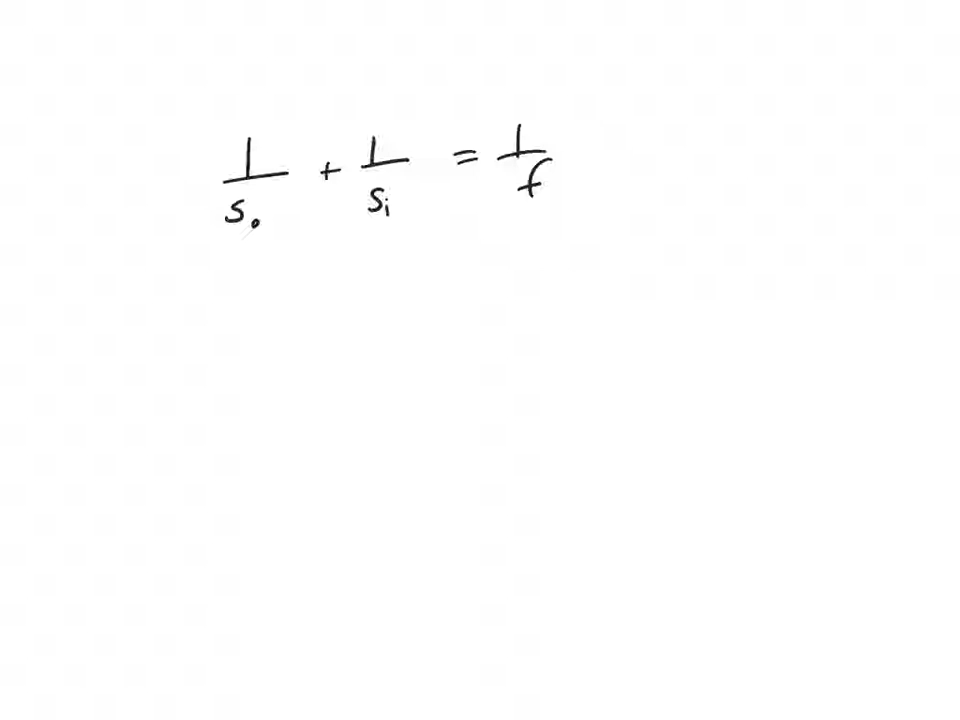 1/s₀ + 1/sᵢ = 1/f